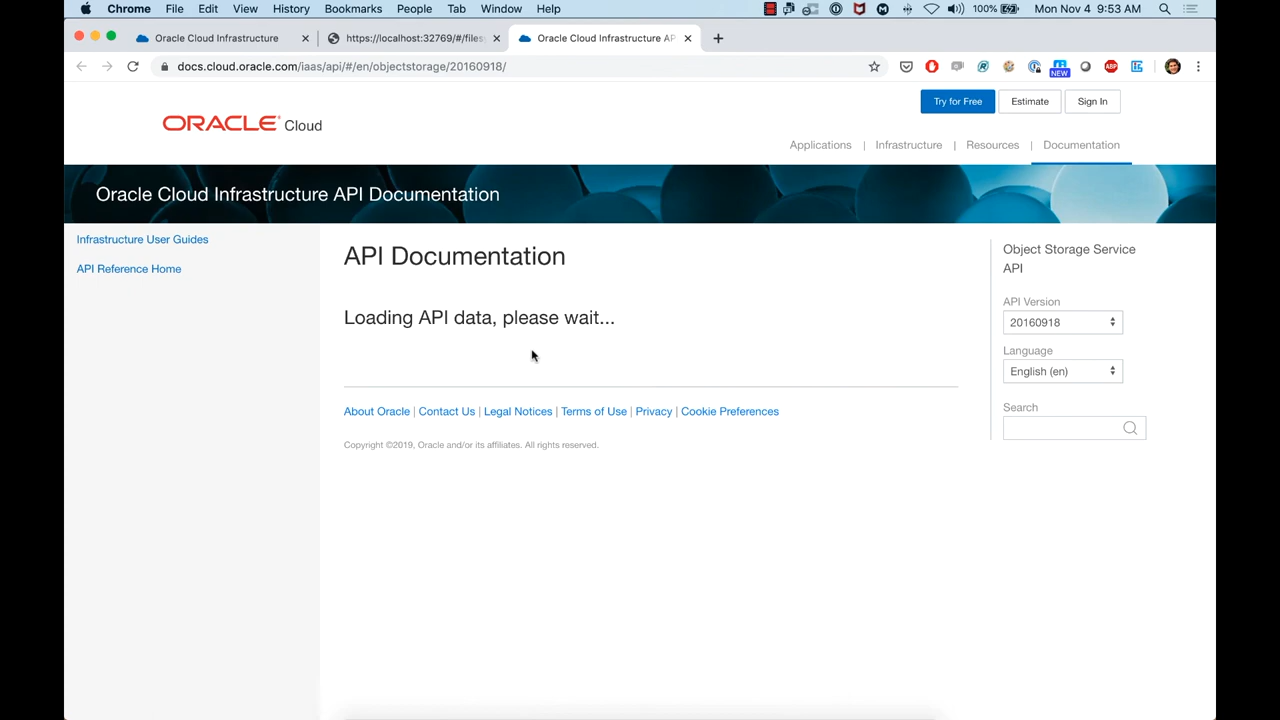 Chrome File Edit View History Bookmarks People Tab Window Help 100% Mon Nov 4 9:53 AM
Oracle Cloud Infrastructure https://localhost:32769/#/files Oracle Cloud Infrastructure AP
docs.cloud.oracle.com/iaas/api/#/en/objectstorage/20160918/
NEW
ABP
Try for Free Estimate Sign In
ORACLE Cloud
Applications | Infrastructure | Resources | Documentation
Oracle Cloud Infrastructure API Documentation
Infrastructure User Guides
API Reference Home
API Documentation
Loading API data, please wait...
About Oracle | Contact Us | Legal Notices | Terms of Use | Privacy | Cookie Preferences
Copyright ©2019, Oracle and/or its affiliates. All rights reserved.
Object Storage Service
API
API Version
20160918
Language
English (en)
Search